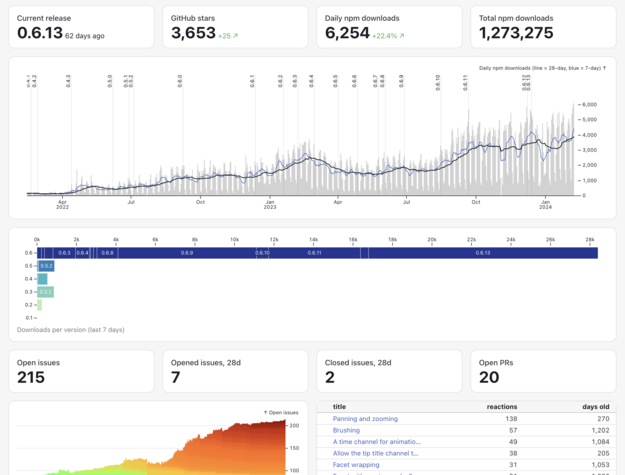 Current release
0.6.13 62 days ago
GitHub stars
3,653 +25 ↗
Daily npm downloads
6,254 +22.4% ↗
Total npm downloads
1,273,275
Daily npm downloads (line = 28-day, blue = 7-day) ↑
0.4.2
0.4.3
0.5.0
0.5.1
0.5.2
0.6.0
0.6.1
0.6.2
0.6.3
0.6.4
0.6.5
0.6.6
0.6.7
0.6.8
0.6.9
0.6.10
0.6.11
0.6.12
0.6.13
6,000
5,000
4,000
3,000
2,000
1,000
0
Apr
2022
Jul
Oct
Jan
2023
Apr
Jul
Oct
Jan
2024
0k 2k 4k 6k 8k 10k 12k 14k 16k 18k 20k 22k 24k 26k 28k
0.6 0.6.3 0.6.4 0.6.8 0.6.9 0.6.10 0.6.11 0.6.13
0.5 0.5.2
0.4
0.3
0.2
0.1
Downloads per version (last 7 days)
Open issues
215
Opened issues, 28d
7
Closed issues, 28d
2
Open PRs
20
↑ Open issues
200
100
title reactions days old
Panning and zooming 138 270
Brushing 57 1,202
A time channel for animatio... 49 1,084
Allow the tip title channel t... 38 205
Facet wrapping 31 1,053